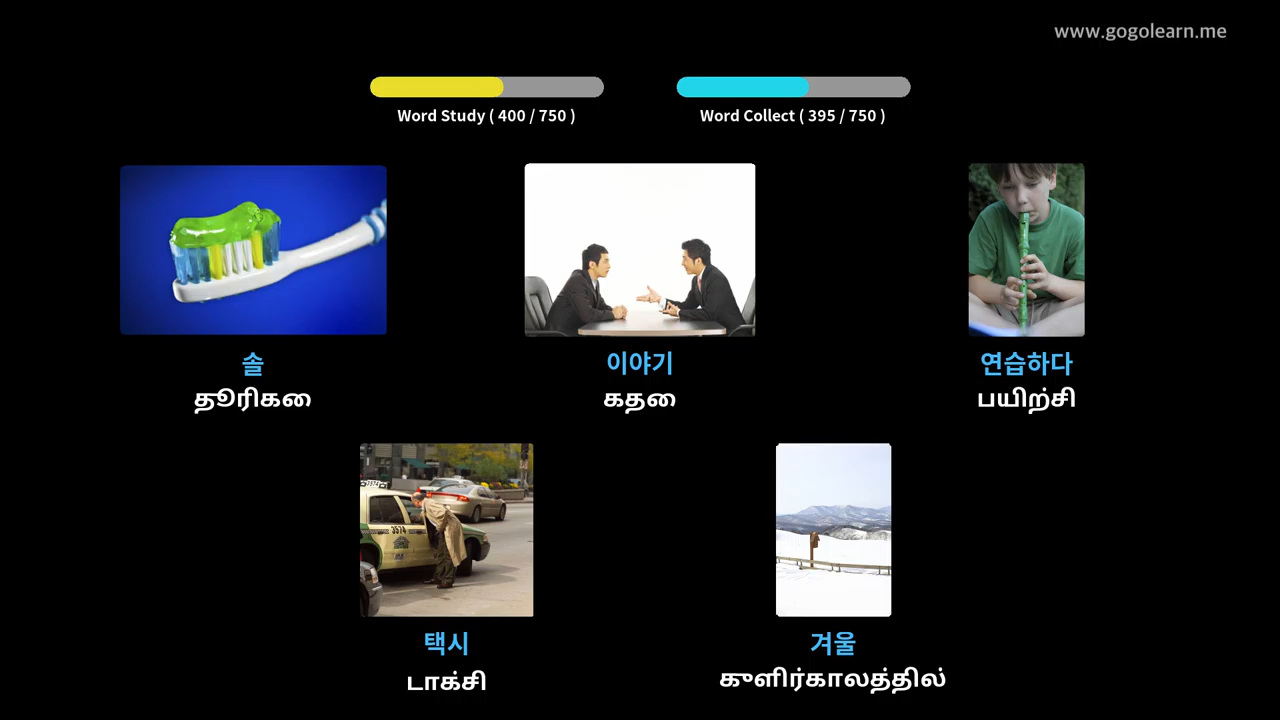 www.gogolearn.me
Word Study ( 400 / 750 )
Word Collect ( 395 / 750 )
솔
தூரிகை
이야기
கதை
연습하다
பயிற்சி
3574
택시
டாக்சி
겨울
குளிர்காலத்தில்